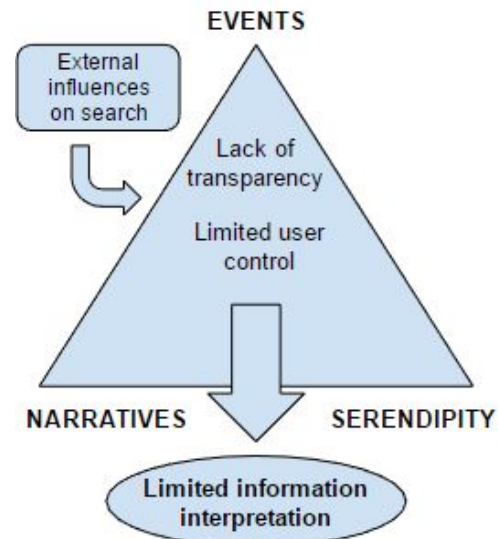 EVENTS
External
influences
on search
Lack of
transparency
Limited user
control
NARRATIVES
SERENDIPITY
Limited information
interpretation